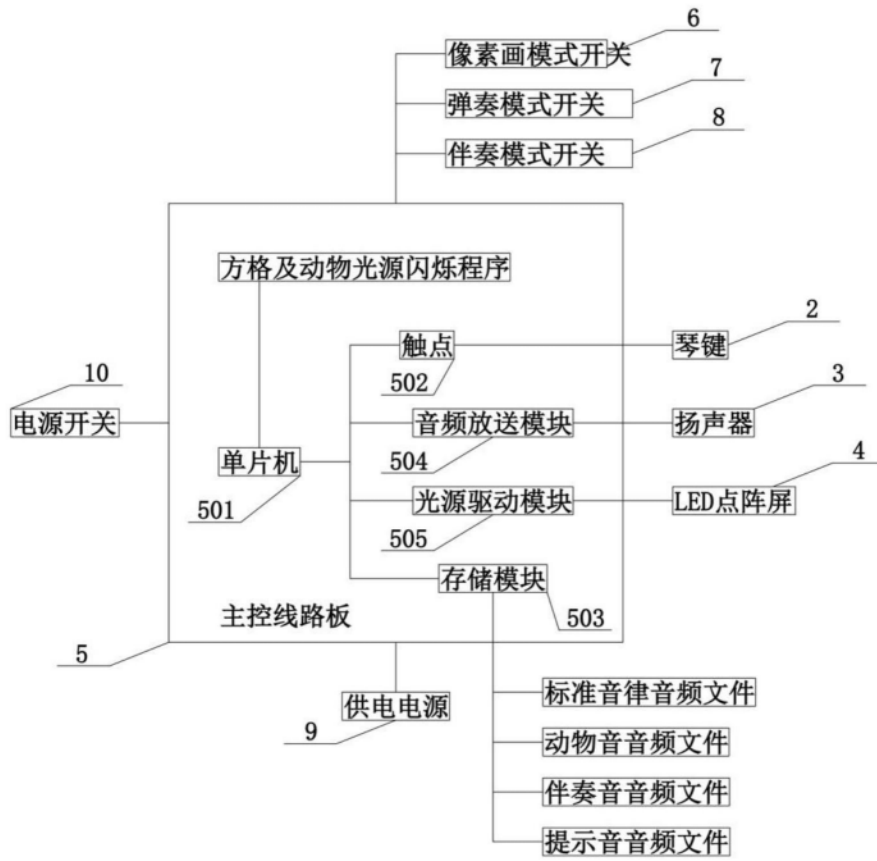 6
像素画模式开关
7
弹奏模式开关
8
伴奏模式开关
方格及动物光源闪烁程序
2
触点
琴键
502
10
3
电源开关
音频放送模块
扬声器
504
4
单片机
501
光源驱动模块
LED点阵屏
505
存储模块
503
主控线路板
5
标准音律音频文件
供电电源
9
动物音音频文件
伴奏音音频文件
提示音音频文件